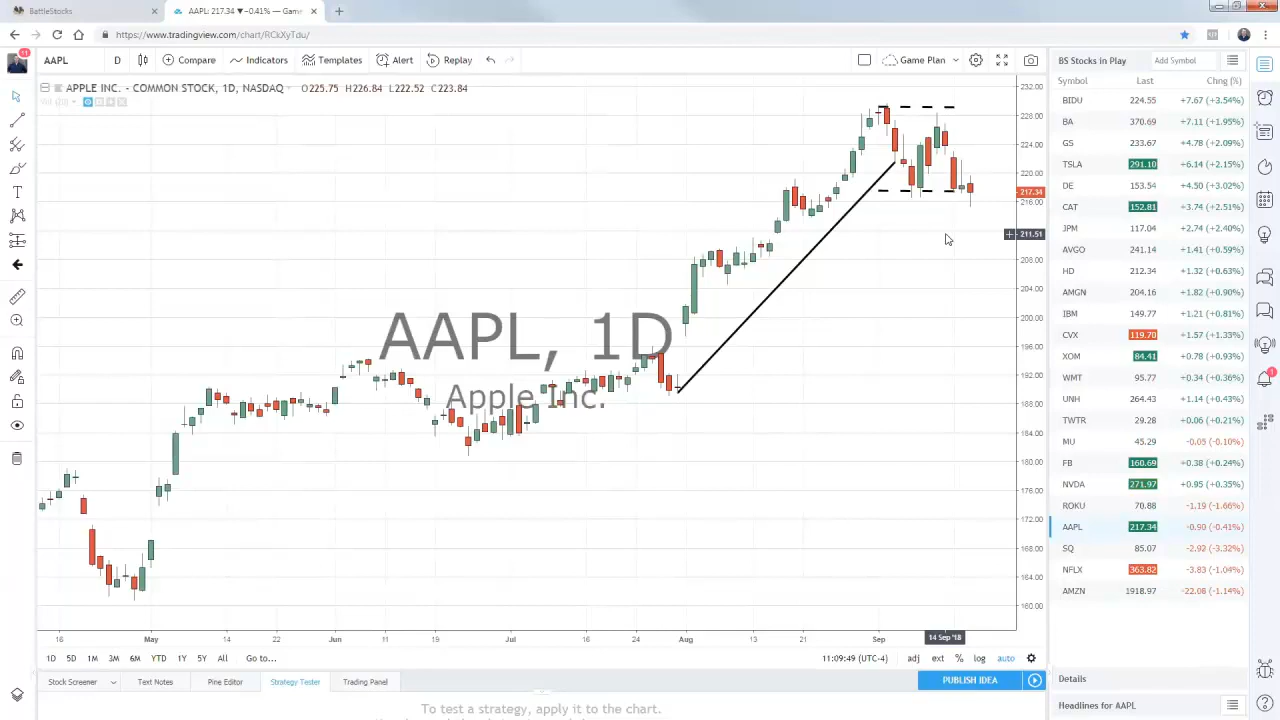 BattleStocks
AAPL: 217.34 ▼−0.41% — Game
https://www.tradingview.com/chart/RCkXyTdu/
11
AAPL D Compare Indicators Templates Alert Replay Game Plan
BS Stocks in Play Add Symbol
APPLE INC. - COMMON STOCK, 1D, NASDAQ O 225.75 H 226.84 L 222.52 C 223.84
Vol (20)
Symbol Last Chng (%)
BIDU 224.55 +7.67 (+3.54%)
BA 370.69 +7.11 (+1.95%)
GS 433.67 +4.78 (+2.09%)
TSLA 291.10 +6.14 (+2.15%)
DE 153.54 +4.50 (+3.02%)
CAT 152.81 +3.74 (+2.51%)
JPM 117.04 +2.74 (+2.40%)
AVGO 241.14 +1.41 (+0.59%)
HD 212.34 +1.32 (+0.63%)
AMGN 204.16 +1.82 (+0.90%)
IBM 149.77 +1.21 (+0.81%)
CVX 119.70 +1.57 (+1.33%)
XOM 84.41 +0.78 (+0.93%)
WMT 95.77 +0.34 (+0.36%)
UNH 264.43 +1.14 (+0.43%)
TWTR 29.28 +0.06 (+0.21%)
MU 45.29 -0.05 (-0.10%)
FB 160.69 +0.38 (+0.24%)
NVDA 271.97 +0.95 (+0.35%)
ROKU 70.88 -1.19 (-1.66%)
AAPL 217.34 -0.90 (-0.41%)
SQ 85.07 -2.92 (-3.32%)
NFLX 363.82 -3.83 (-1.04%)
AMZN 1918.97 -22.08 (-1.14%)
1
232.00
228.00
224.00
220.00
217.34
216.00
211.51
208.00
204.00
200.00
196.00
192.00
188.00
184.00
180.00
176.00
172.00
168.00
164.00
160.00
AAPL, 1D
Apple Inc.
16 May 14 22 Jun 11 19 Jul 16 24 Aug 13 21 Sep 14 Sep '18
1D 5D 1M 3M 6M YTD 1Y 5Y All Go to... 11:09:49 (UTC-4) adj ext % log auto
Stock Screener Text Notes Pine Editor Strategy Tester Trading Panel PUBLISH IDEA
Details
To test a strategy, apply it to the chart.
Headlines for AAPL